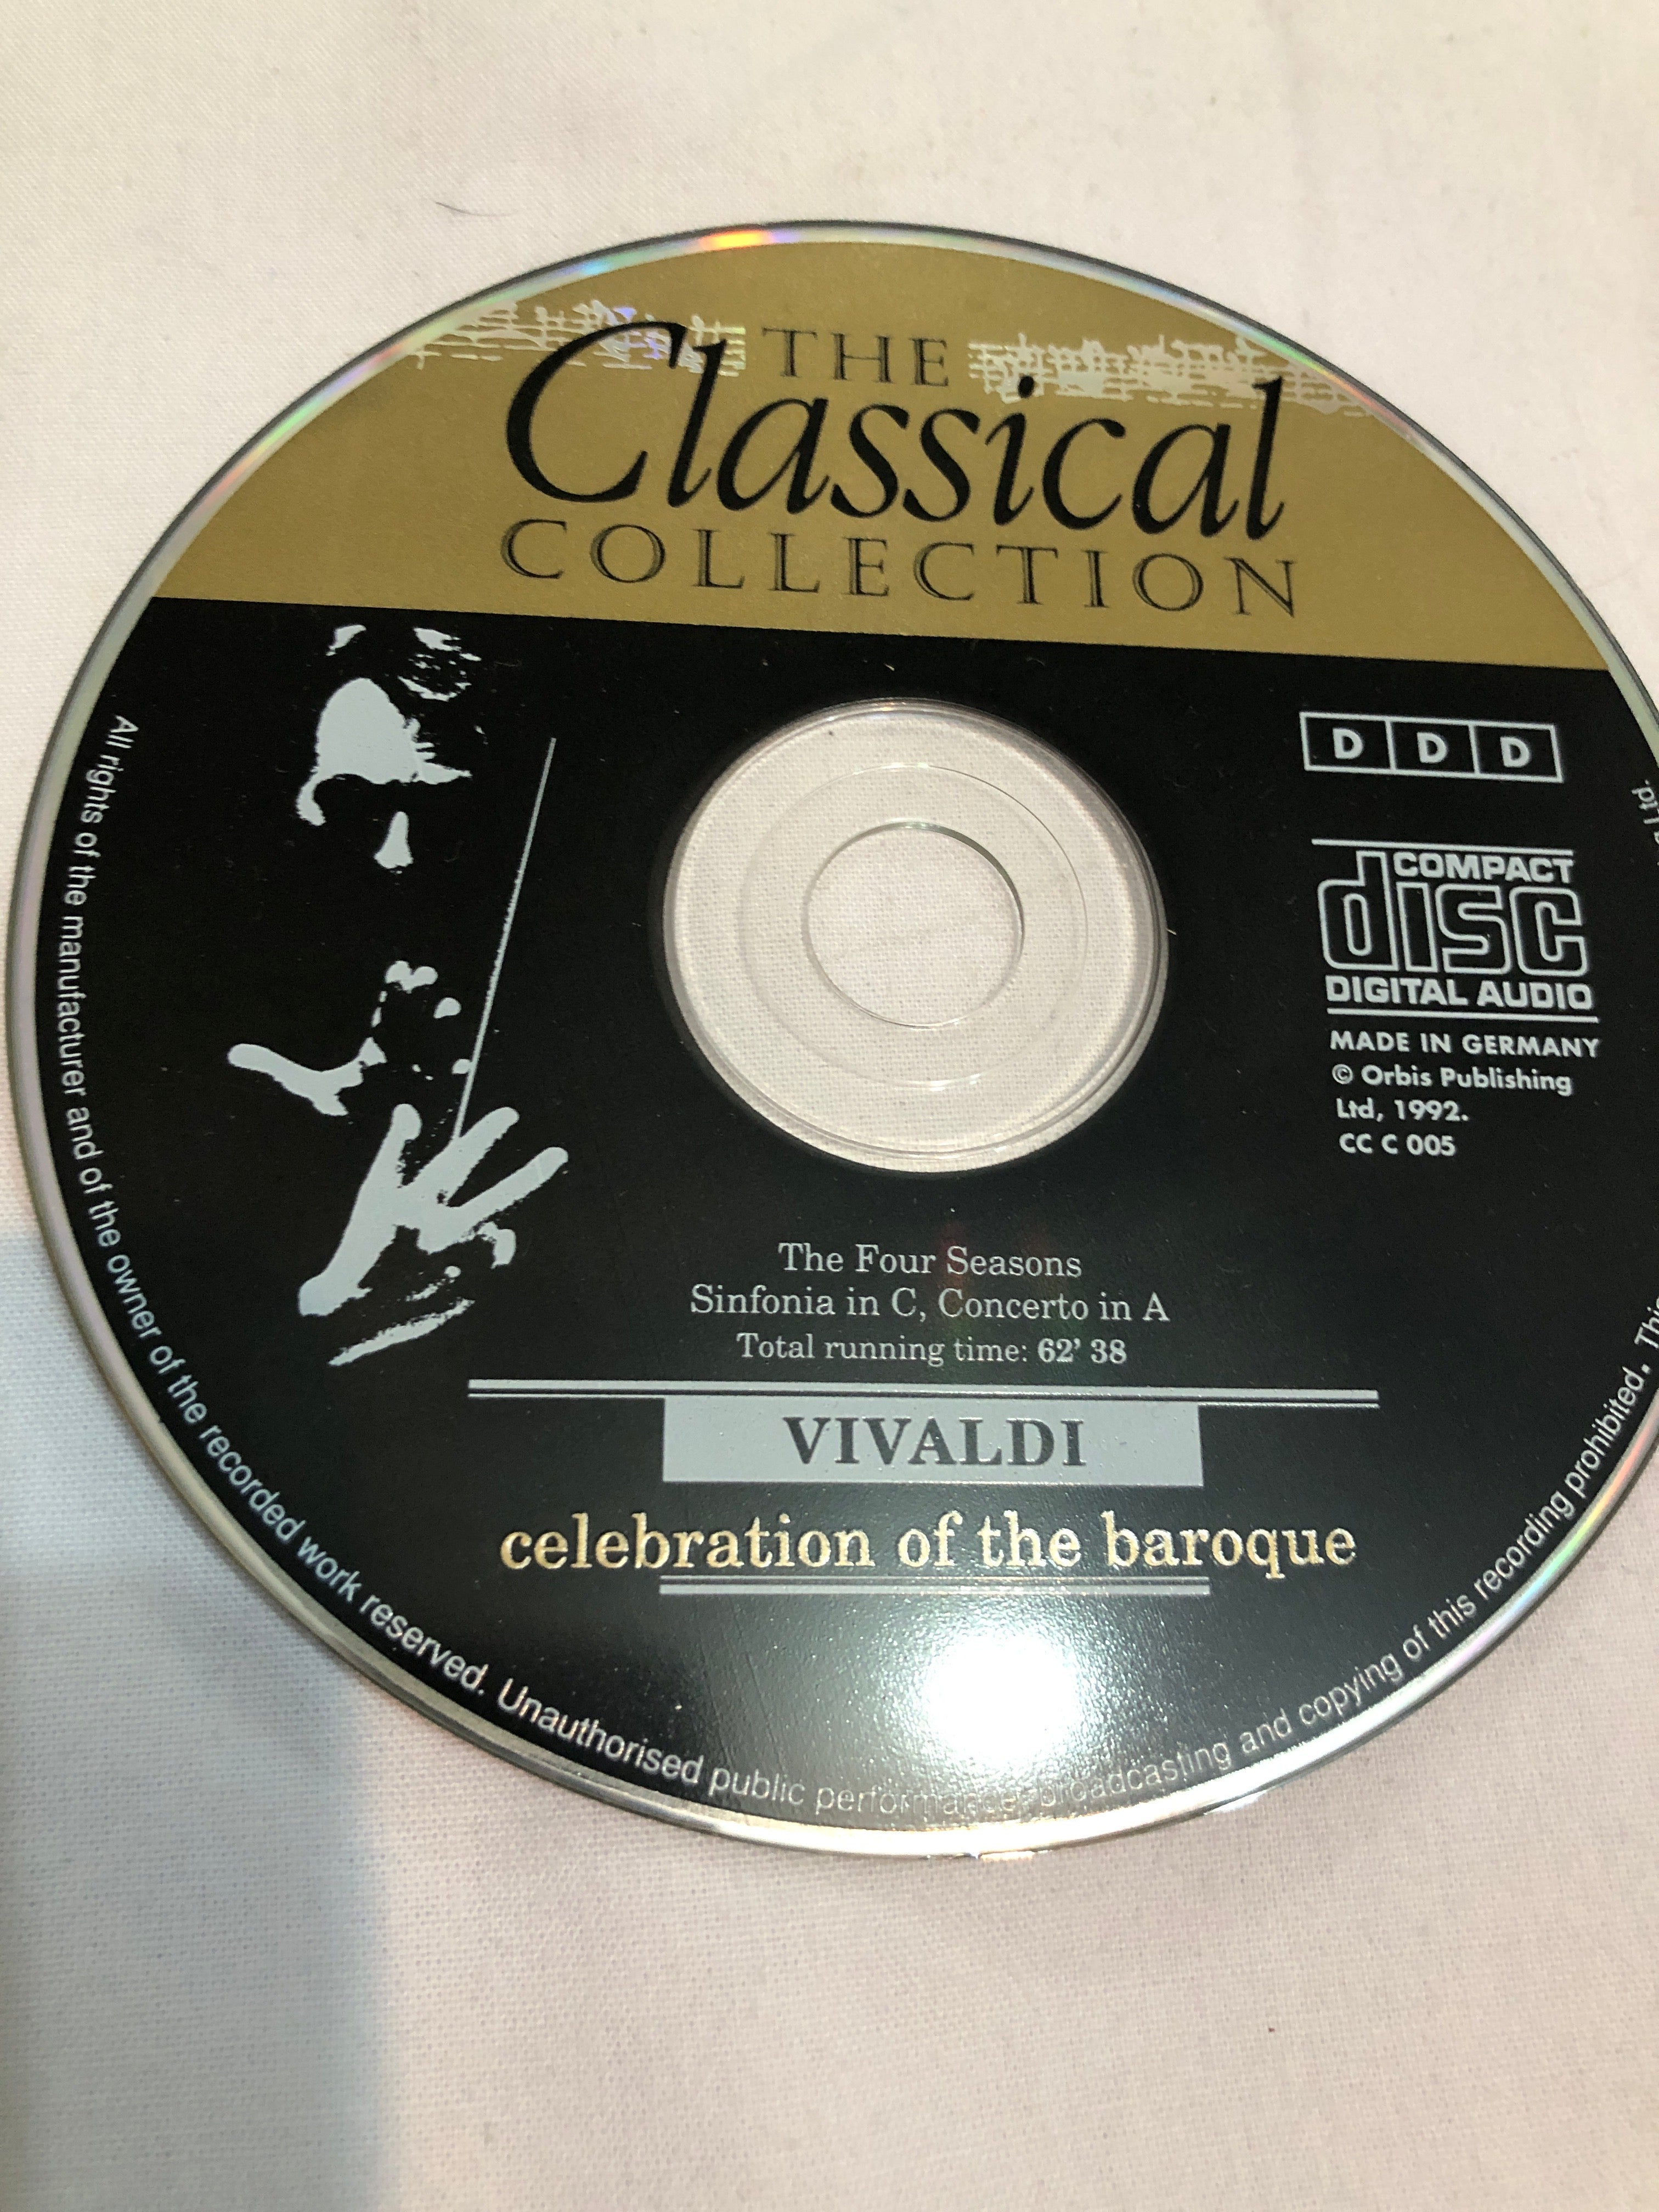 THE
Classical
COLLECTION
D D D
COMPACT
disc
DIGITAL AUDIO
MADE IN GERMANY
© Orbis Publishing
Ltd, 1992.
CC C 005
The Four Seasons
Sinfonia in C, Concerto in A
Total running time: 62' 38
VIVALDI
celebration of the baroque
All rights of the manufacturer and of the owner of the recorded work reserved. Unauthorised public performance, broadcasting and copying of this recording prohibited. This
Ltd.